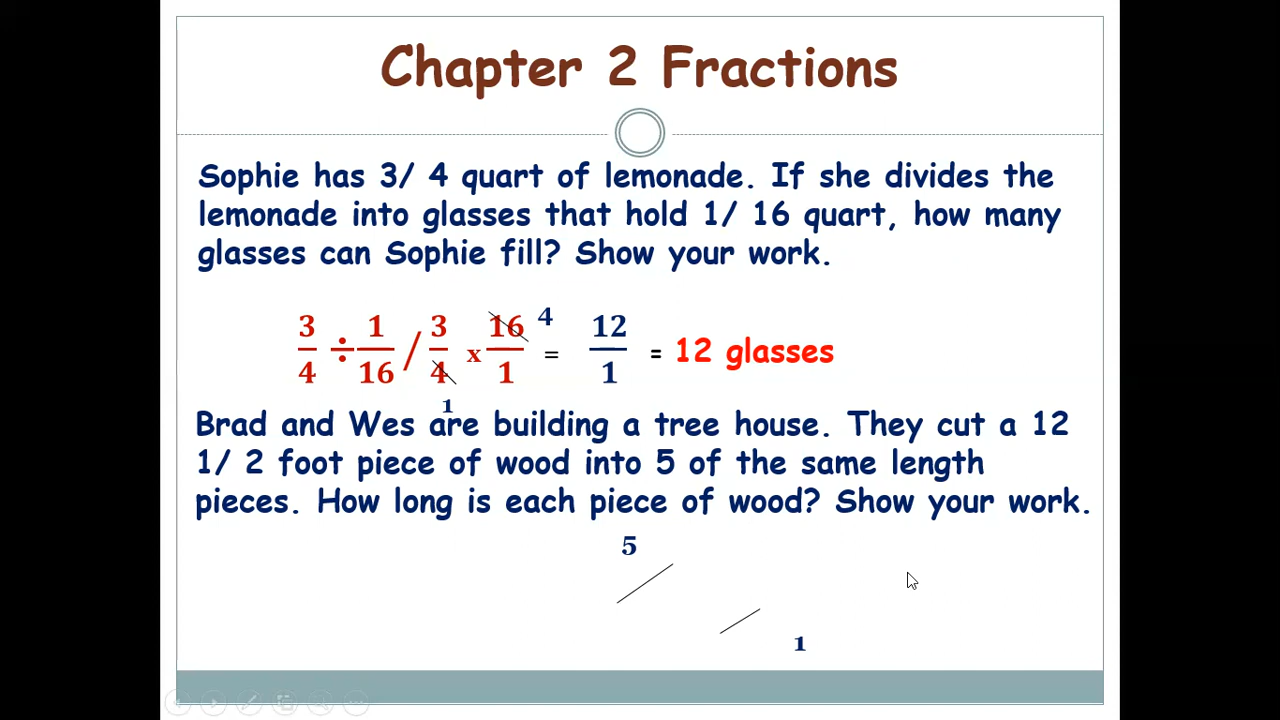 Chapter 2 Fractions
Sophie has 3/ 4 quart of lemonade. If she divides the
lemonade into glasses that hold 1/ 16 quart, how many
glasses can Sophie fill? Show your work.
3/4 ÷ 1/16 / 3/4 x 16/1 4 = 12/1 = 12 glasses
1
Brad and Wes are building a tree house. They cut a 12
1/ 2 foot piece of wood into 5 of the same length
pieces. How long is each piece of wood? Show your work.
5
1